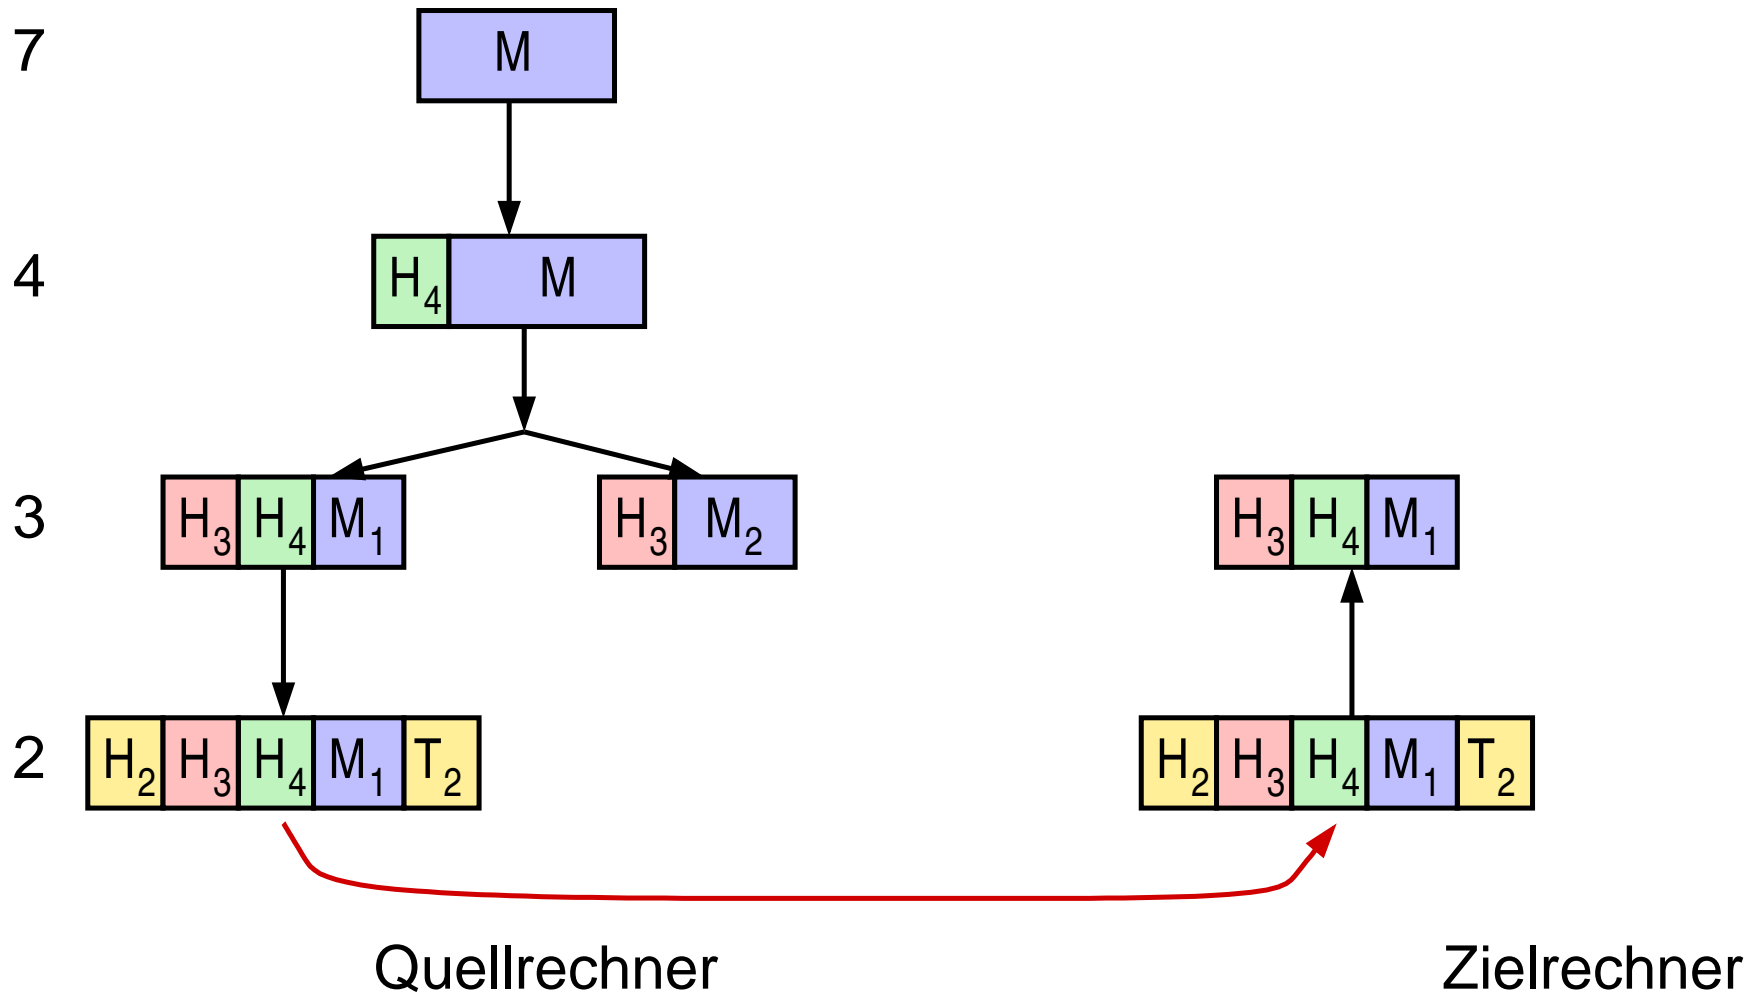 7 M
4 H4 M
3 H3 H4 M1 H3 M2 H3 H4 M1
2 H2 H3 H4 M1 T2 H2 H3 H4 M1 T2
Quellrechner Zielrechner